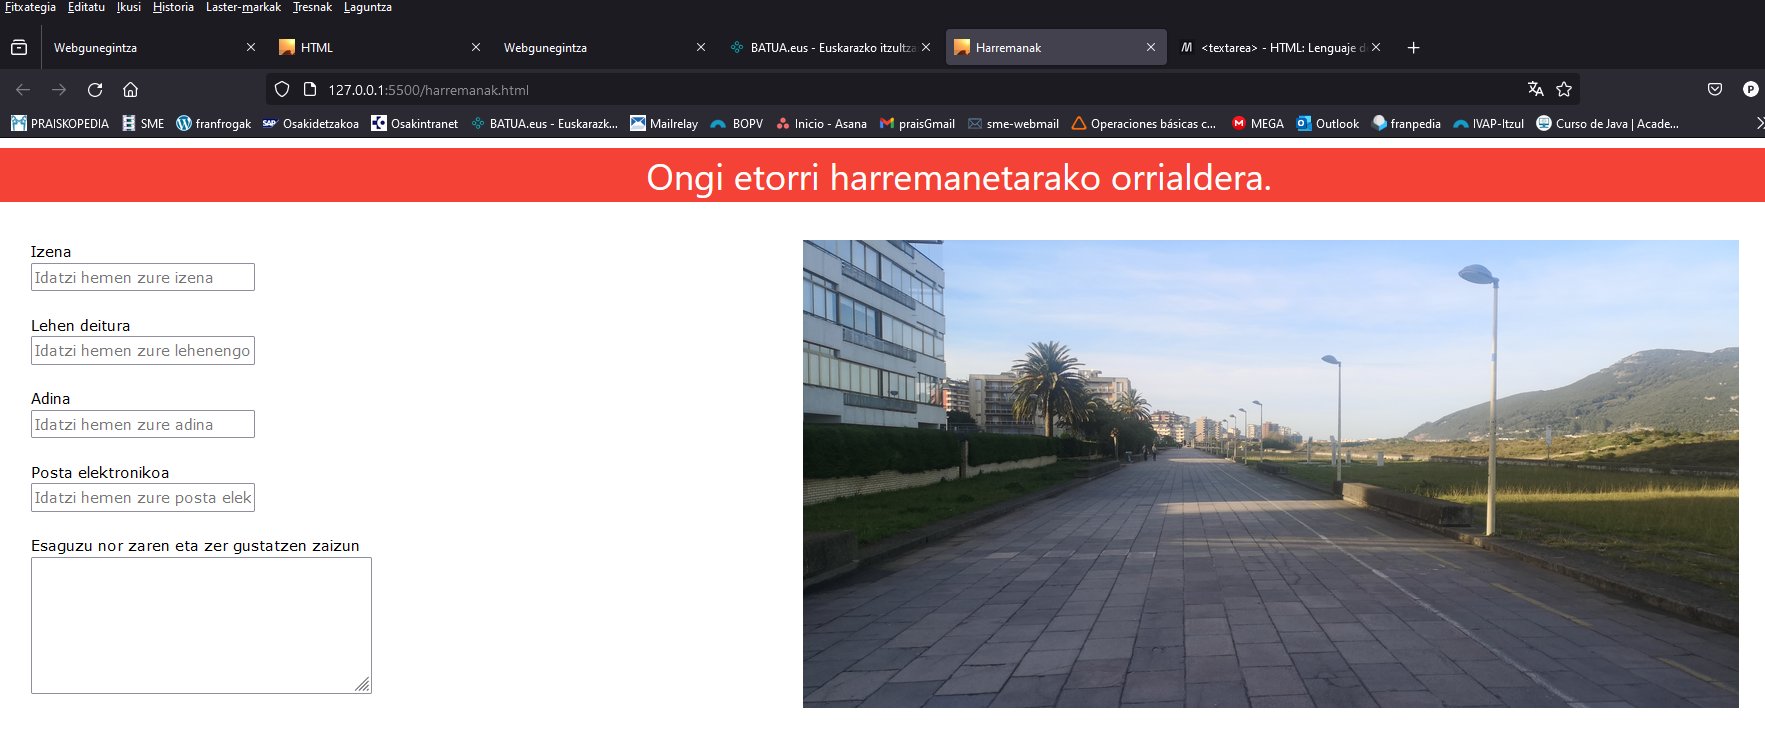 Fitxategia Editatu Ikusi Historia Laster-markak Tresnak Laguntza
Webgunegintza HTML Webgunegintza BATUA.eus - Euskarazko itzultza Harremanak <textarea> - HTML: Lenguaje d
127.0.0.1:5500/harremanak.html
PRAISKOPEDIA SME franfrogak Osakidetzakoa Osakintranet BATUA.eus - Euskarazk... Mailrelay BOPV Inicio - Asana praisGmail sme-webmail Operaciones básicas c... MEGA Outlook franpedia IVAP-Itzul Curso de Java | Acade...
Ongi etorri harremanetarako orrialdera.
Izena
Idatzi hemen zure izena
Lehen deitura
Idatzi hemen zure lehenengo
Adina
Idatzi hemen zure adina
Posta elektronikoa
Idatzi hemen zure posta elek
Esaguzu nor zaren eta zer gustatzen zaizun